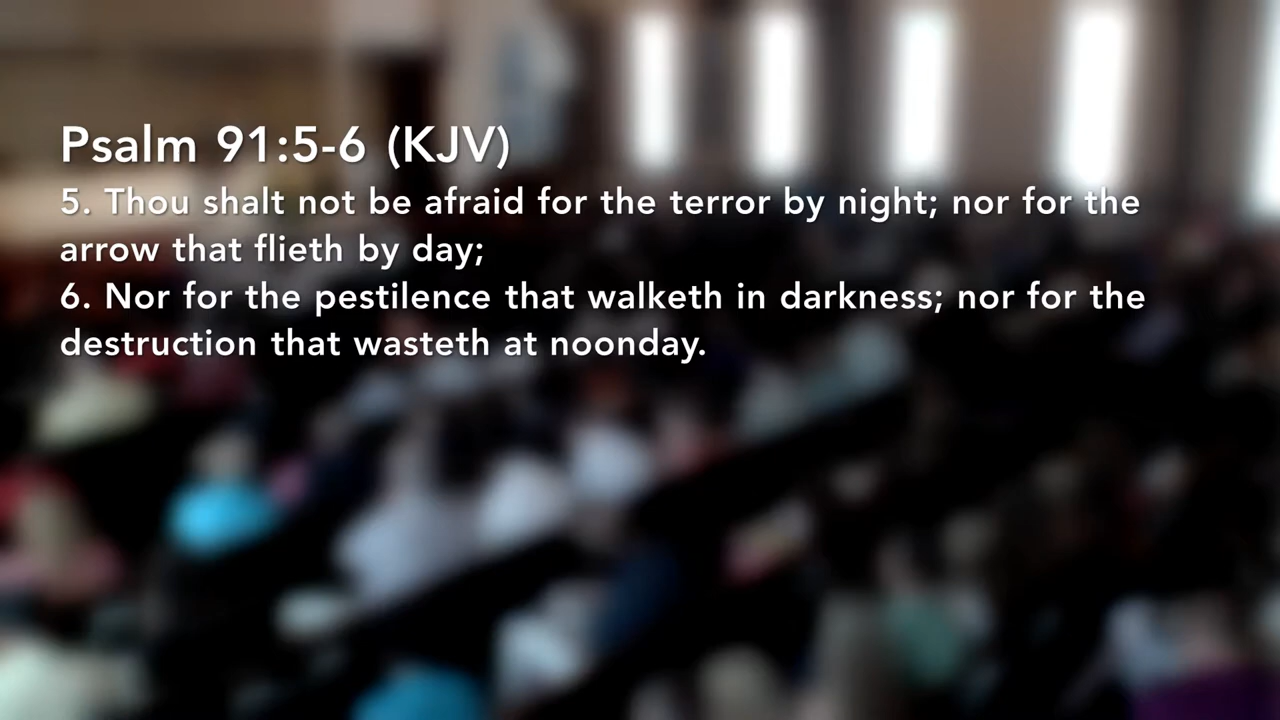 Psalm 91:5-6 (KJV)
5. Thou shalt not be afraid for the terror by night; nor for the
arrow that flieth by day;
6. Nor for the pestilence that walketh in darkness; nor for the
destruction that wasteth at noonday.